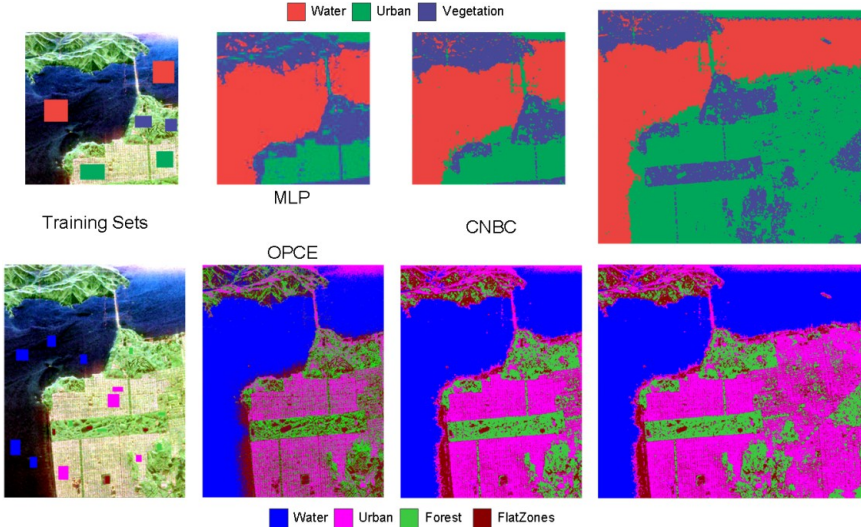 Water Urban Vegetation
Training Sets
MLP
CNBC
OPCE
Water Urban Forest FlatZones